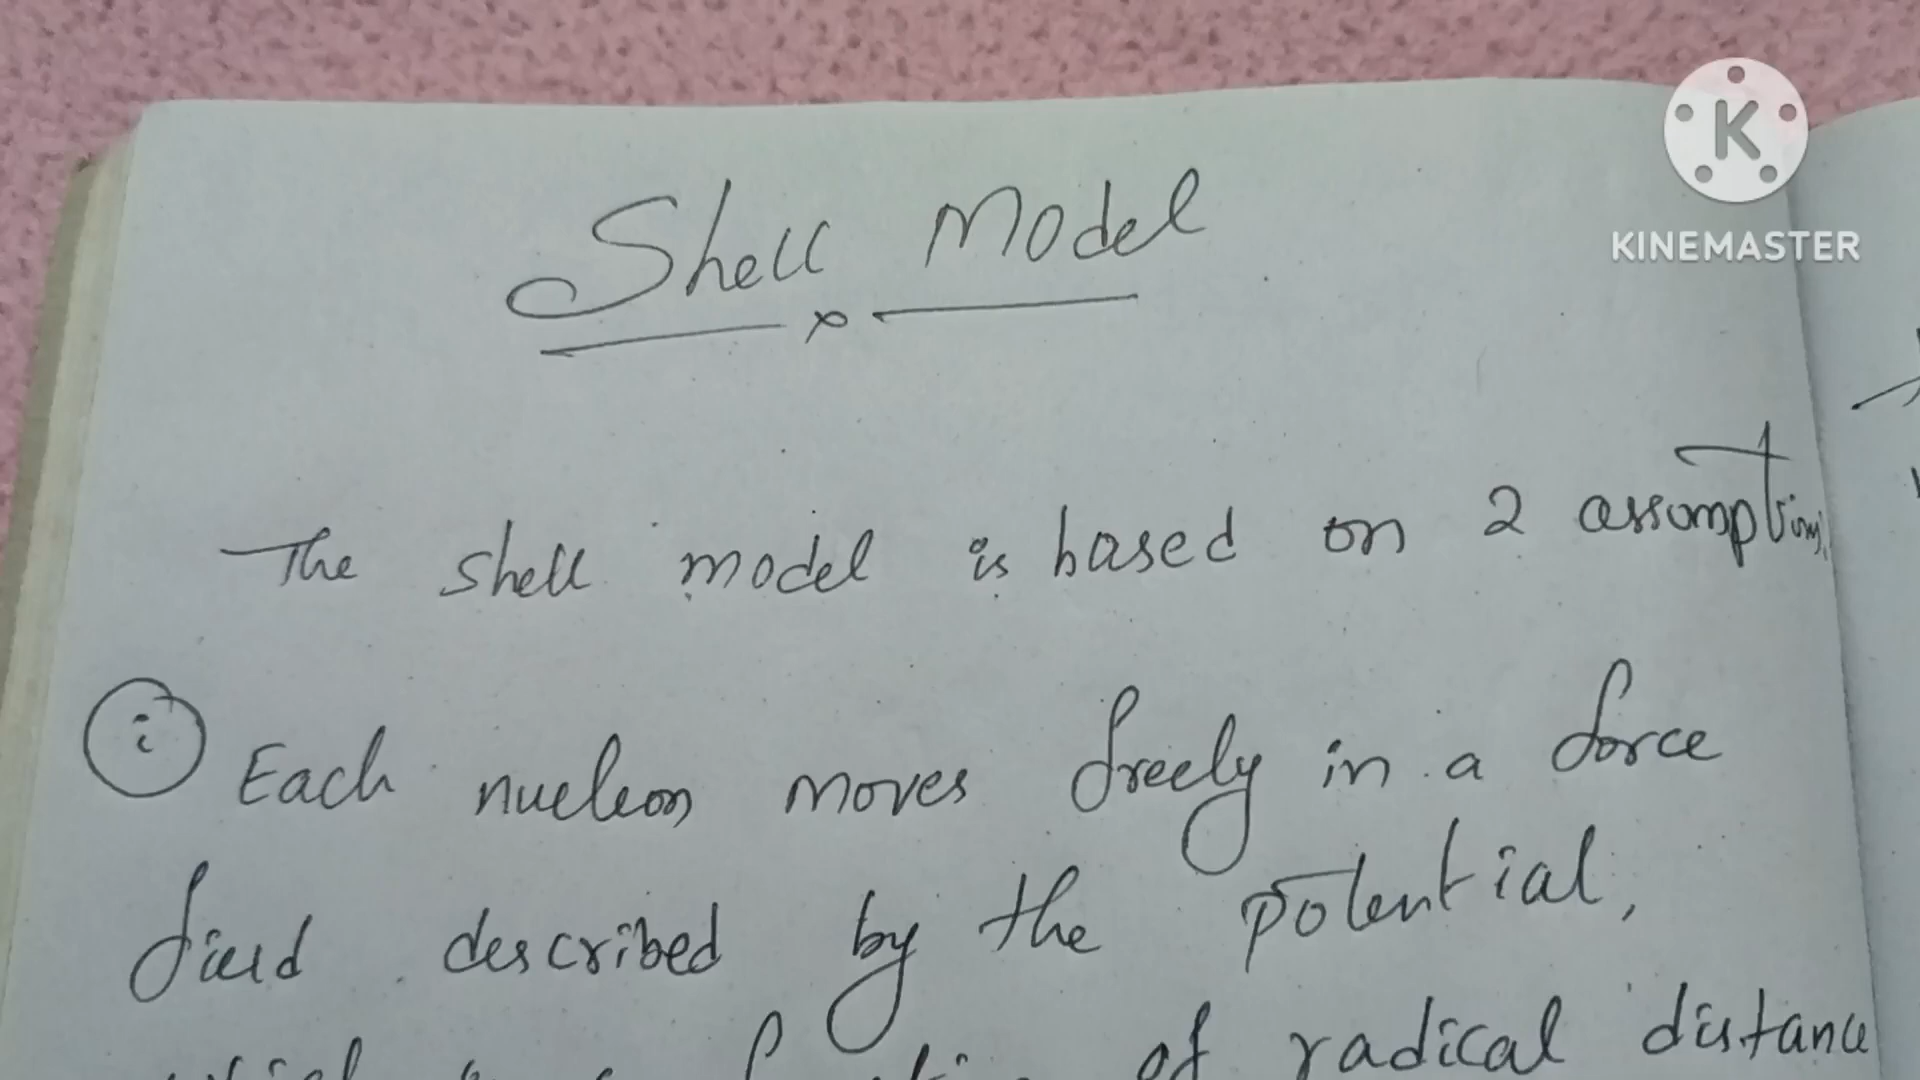 Shell Model
KINEMASTER
The shell model is based on 2 assumptions
i Each nucleon moves freely in a force
field described by the potential,
of radical distance